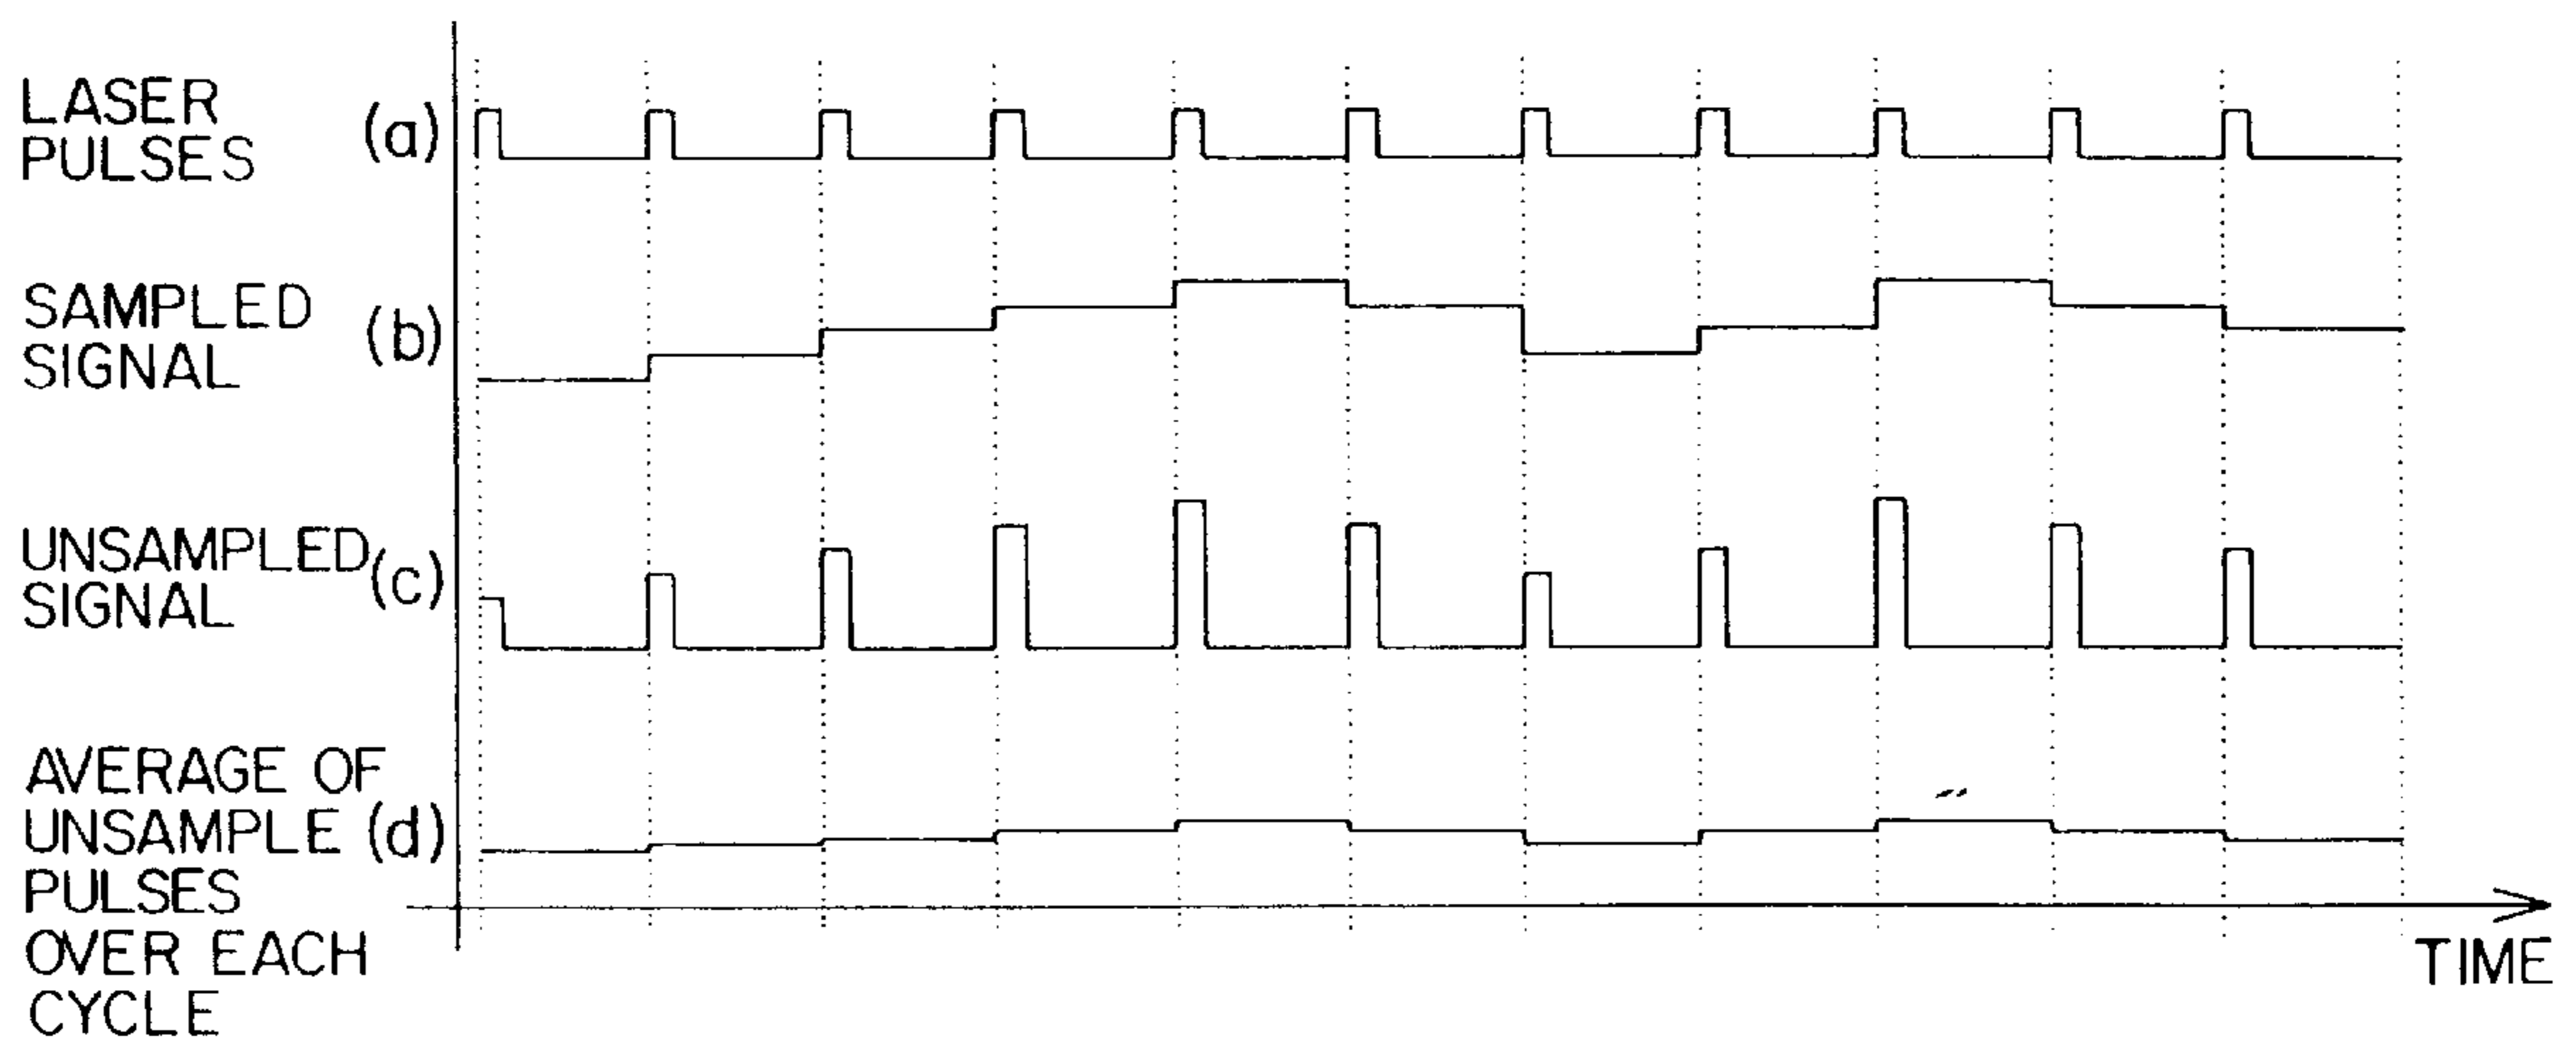 LASER
PULSES (a)
SAMPLED
SIGNAL (b)
UNSAMPLED (c)
SIGNAL
AVERAGE OF
UNSAMPLE (d)
PULSES
OVER EACH
CYCLE
TIME